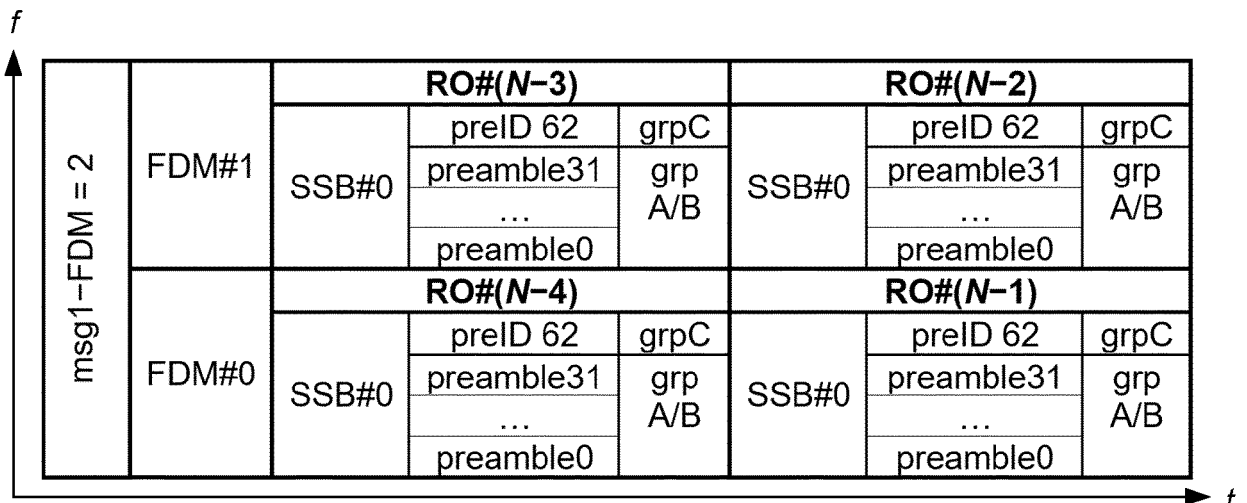 f
msg1−FDM = 2
FDM#1
RO#(N−3)
SSB#0
preID 62 grpC
preamble31 grp
... A/B
preamble0
RO#(N−2)
SSB#0
preID 62 grpC
preamble31 grp
... A/B
preamble0
FDM#0
RO#(N−4)
SSB#0
preID 62 grpC
preamble31 grp
... A/B
preamble0
RO#(N−1)
SSB#0
preID 62 grpC
preamble31 grp
... A/B
preamble0
t